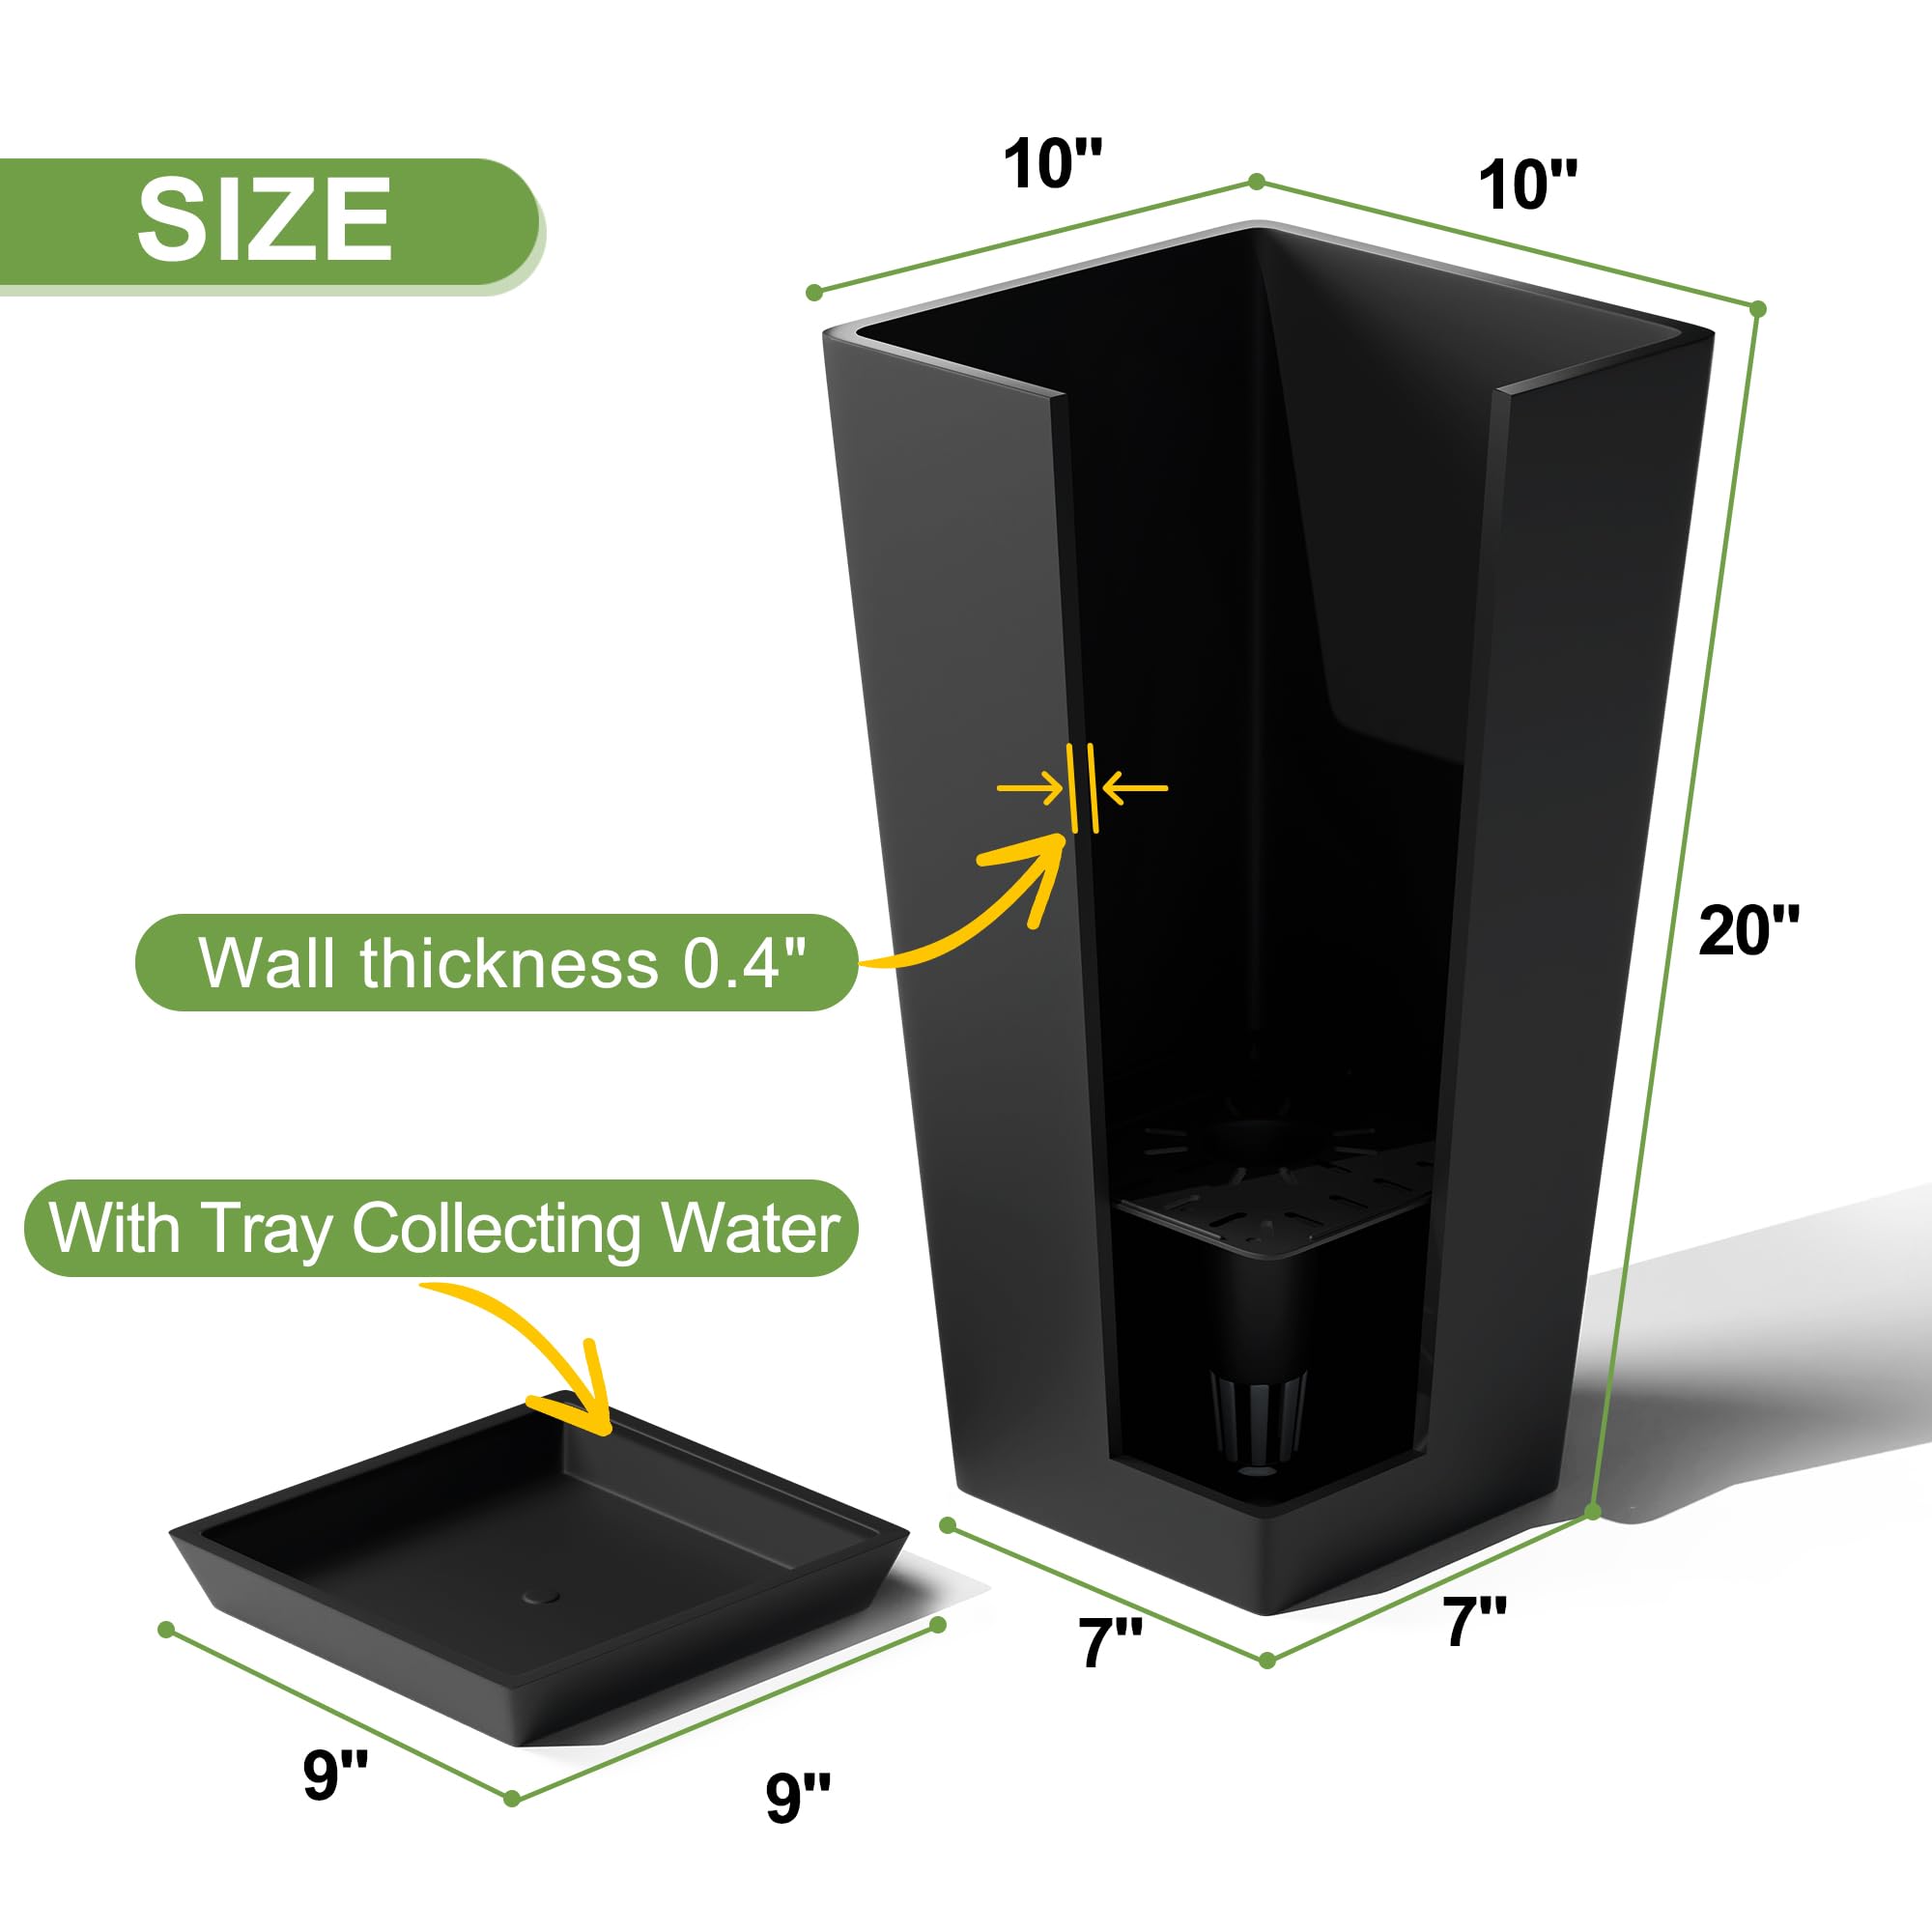 SIZE
10"
10"
20"
Wall thickness 0.4"
With Tray Collecting Water
7"
7"
9"
9"